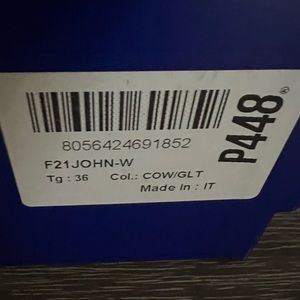 8056424691852
F21JOHN-W
Tg : 36 Col.: COW/GLT
Made in : IT
P448